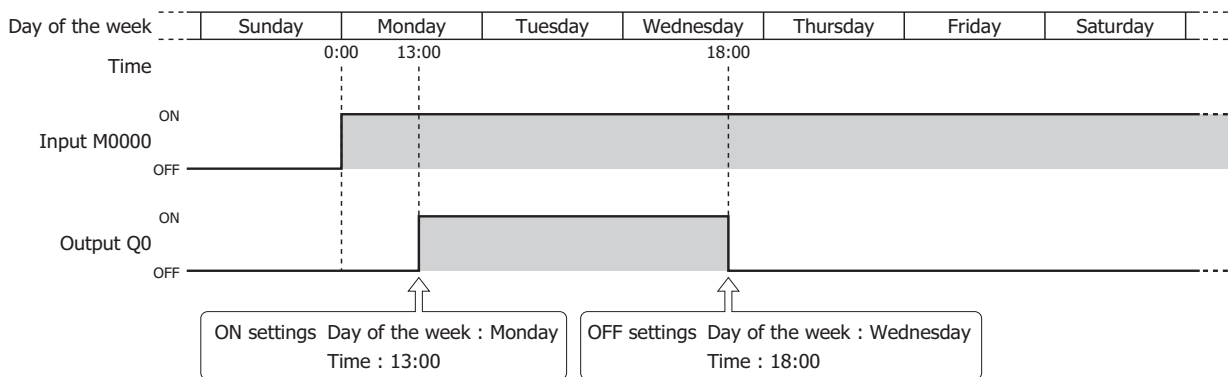 Day of the week Sunday Monday Tuesday Wednesday Thursday Friday Saturday
0:00 13:00 18:00
Time
ON
Input M0000
OFF
ON
Output Q0
OFF
ON settings Day of the week : Monday
Time : 13:00
OFF settings Day of the week : Wednesday
Time : 18:00